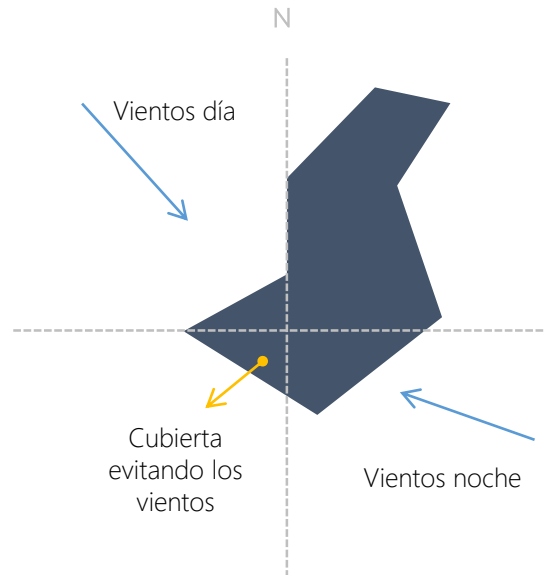 N
Vientos día
Cubierta
evitando los
vientos
Vientos noche